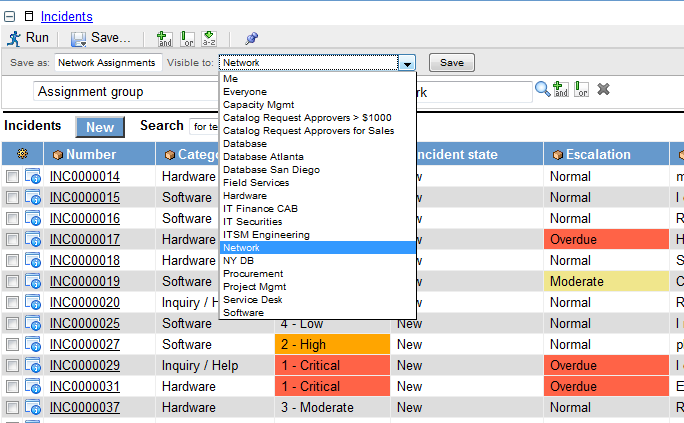 Incidents
Run Save... and or a-z
Save as: Network Assignments Visible to: Network Save
Me
Everyone
Capacity Mgmt
Catalog Request Approvers > $1000
Catalog Request Approvers for Sales
Database
Database Atlanta
Database San Diego
Field Services
Hardware
IT Finance CAB
IT Securities
ITSM Engineering
Network
NY DB
Procurement
Project Mgmt
Service Desk
Software
Assignment group rk and or
Incidents New Search for te
Number Catego ncident state Escalation
INC0000014 Hardware New Normal m
INC0000015 Software New Normal I
INC0000016 Software New Normal R
INC0000017 Hardware New Overdue H
INC0000018 Hardware New Normal S
INC0000019 Software New Moderate C
INC0000020 Inquiry / H New Normal I
INC0000025 Software 4 - Low New Normal I
INC0000027 Software 2 - High New Normal p
INC0000029 Inquiry / Help 1 - Critical New Overdue I
INC0000031 Hardware 1 - Critical New Overdue E
INC0000037 Hardware 3 - Moderate New Normal R